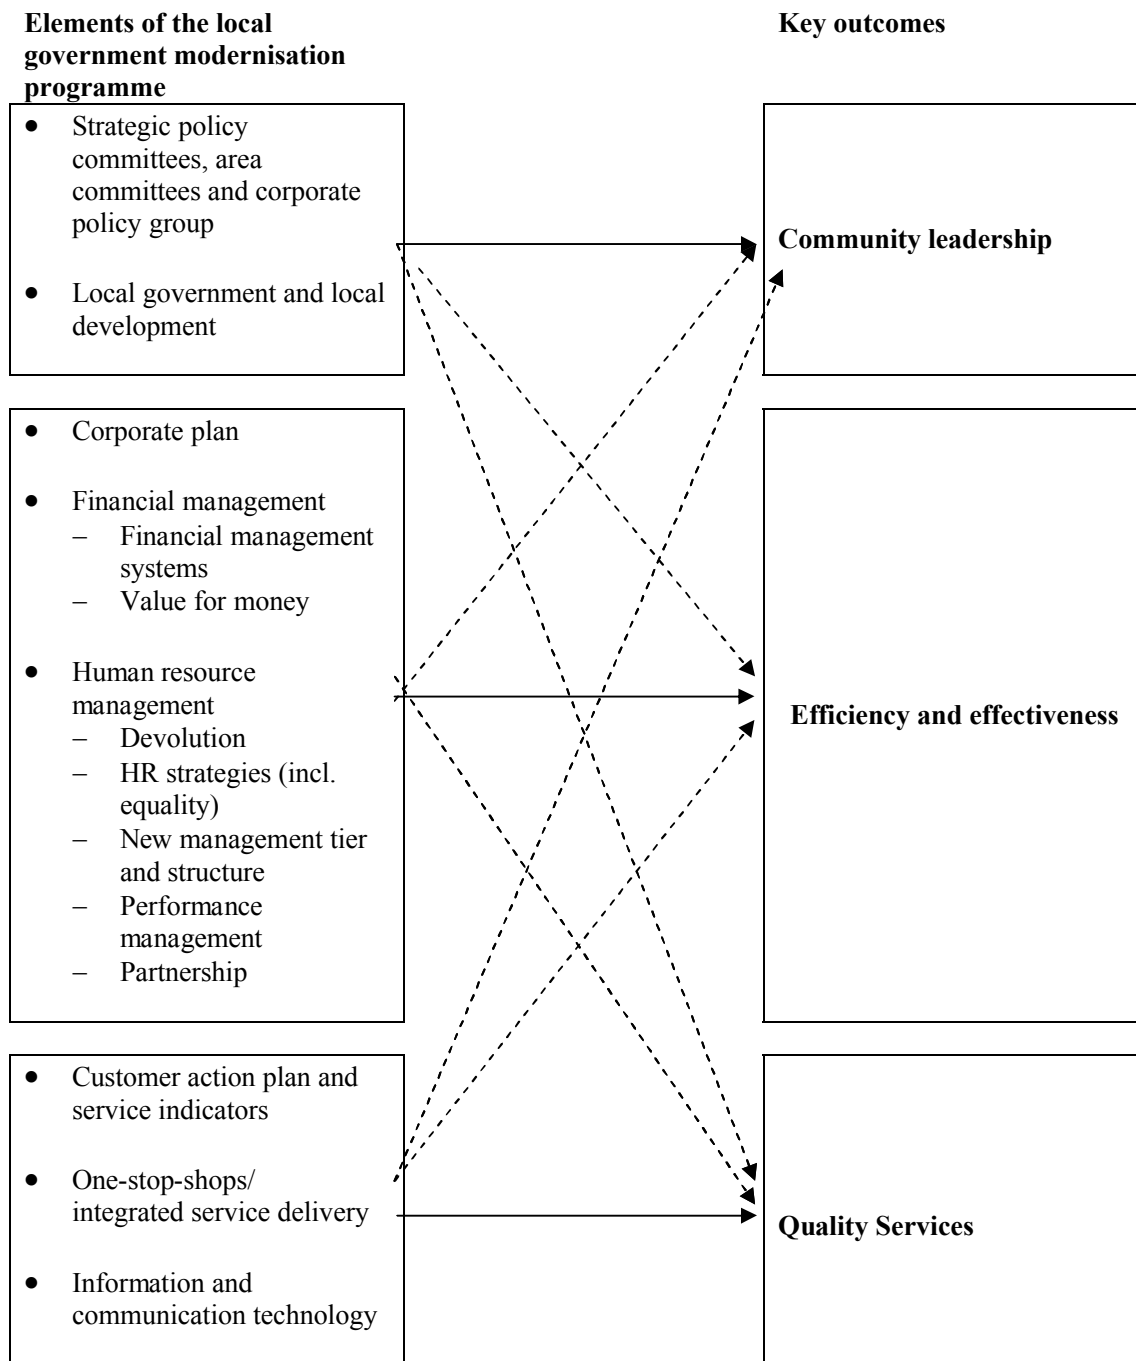 Elements of the local
government modernisation
programme
Key outcomes
• Strategic policy
committees, area
committees and corporate
policy group
• Local government and local
development
Community leadership
• Corporate plan
• Financial management
– Financial management
systems
– Value for money
• Human resource
management
– Devolution
– HR strategies (incl.
equality)
– New management tier
and structure
– Performance
management
– Partnership
Efficiency and effectiveness
• Customer action plan and
service indicators
• One-stop-shops/
integrated service delivery
• Information and
communication technology
Quality Services